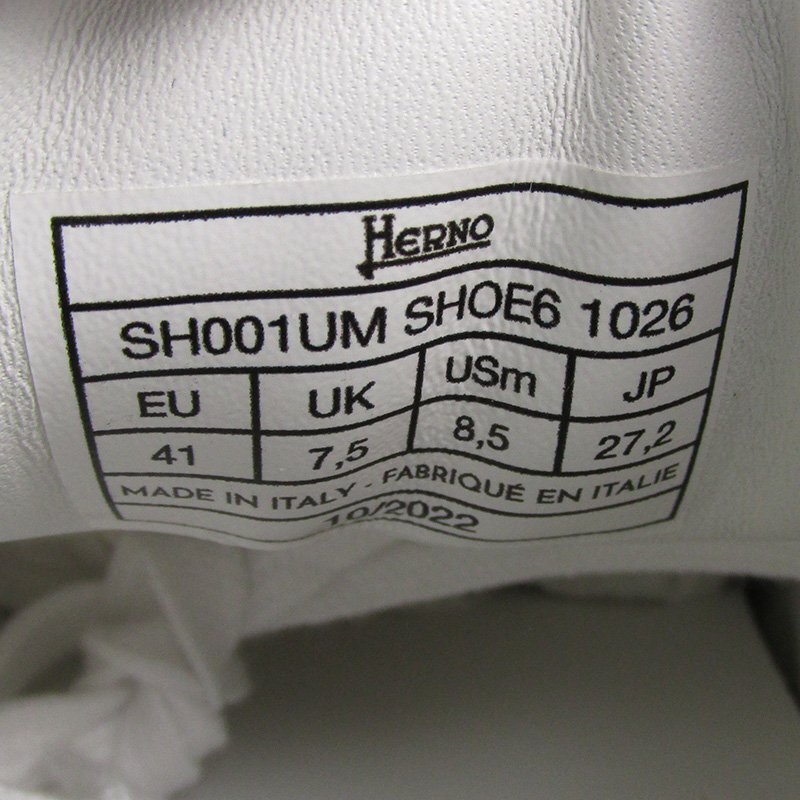 HERNO
SH001UM SHOE6 1026
EU UK USm JP
41 7,5 8,5 27,2
MADE IN ITALY - FABRIQUÉ EN ITALIE
10/2022